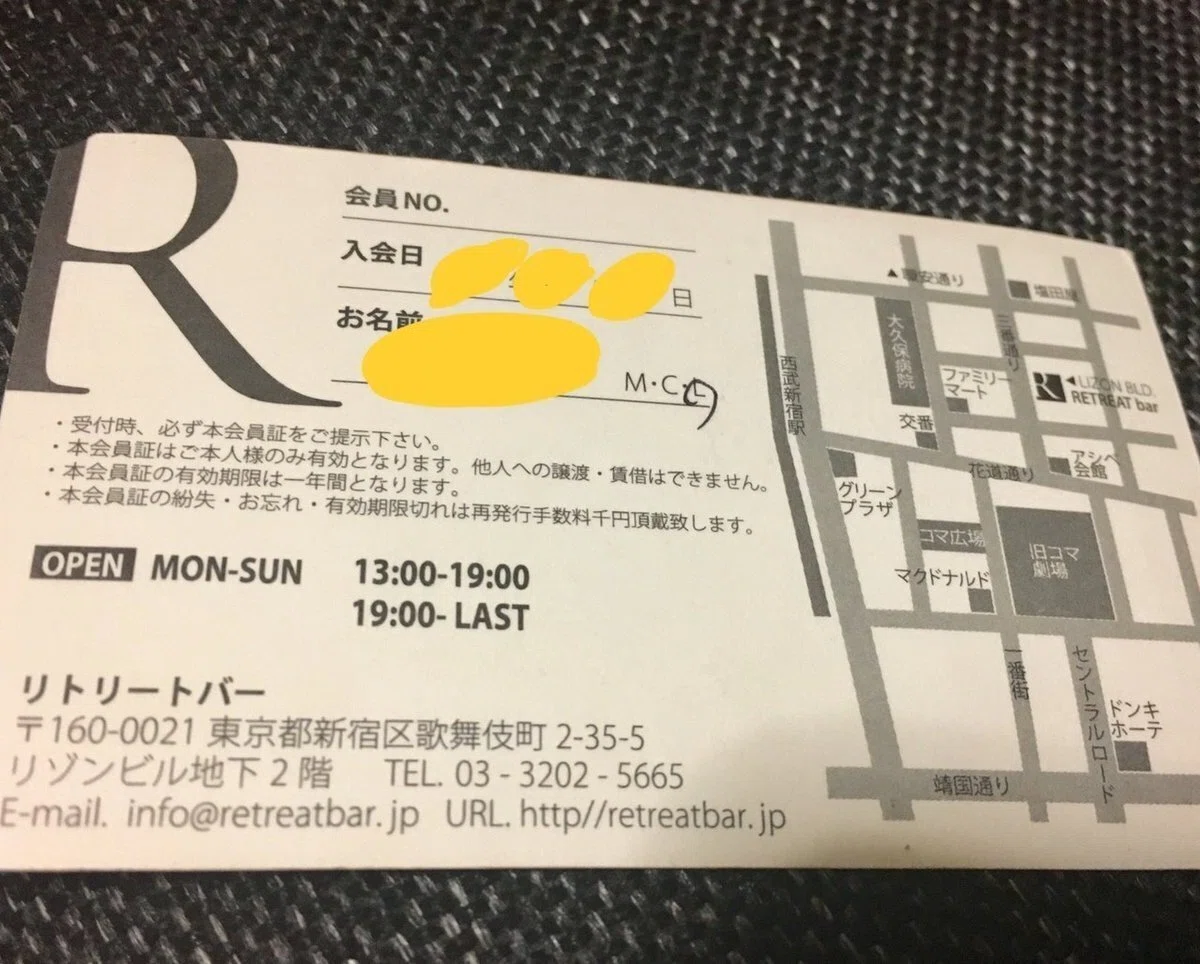 R
会員NO.
入会日
日
お名前
M・C・L
・受付時、必ず本会員証をご提示下さい。
・本会員証はご本人様のみ有効となります。他人への譲渡・賃借はできません。
・本会員証の有効期限は一年間となります。
・本会員証の紛失・お忘れ・有効期限切れは再発行手数料千円頂戴致します。
OPEN MON-SUN 13:00-19:00
19:00- LAST
リトリートバー
〒160-0021 東京都新宿区歌舞伎町 2-35-5
リゾンビル地下2階 TEL. 03 - 3202 - 5665
E-mail. info@retreatbar.jp URL. http//retreatbar.jp
▲職安通り
塩田屋
西武新宿駅
大久保病院
三番通り
ファミリー
マート
R
◀LIZON BLD.
RETREAT bar
交番
花道通り
アシベ
会館
グリーン
プラザ
コマ広場
旧コマ
劇場
マクドナルド
一番街
セントラルロード
ドンキ
ホーテ
靖国通り